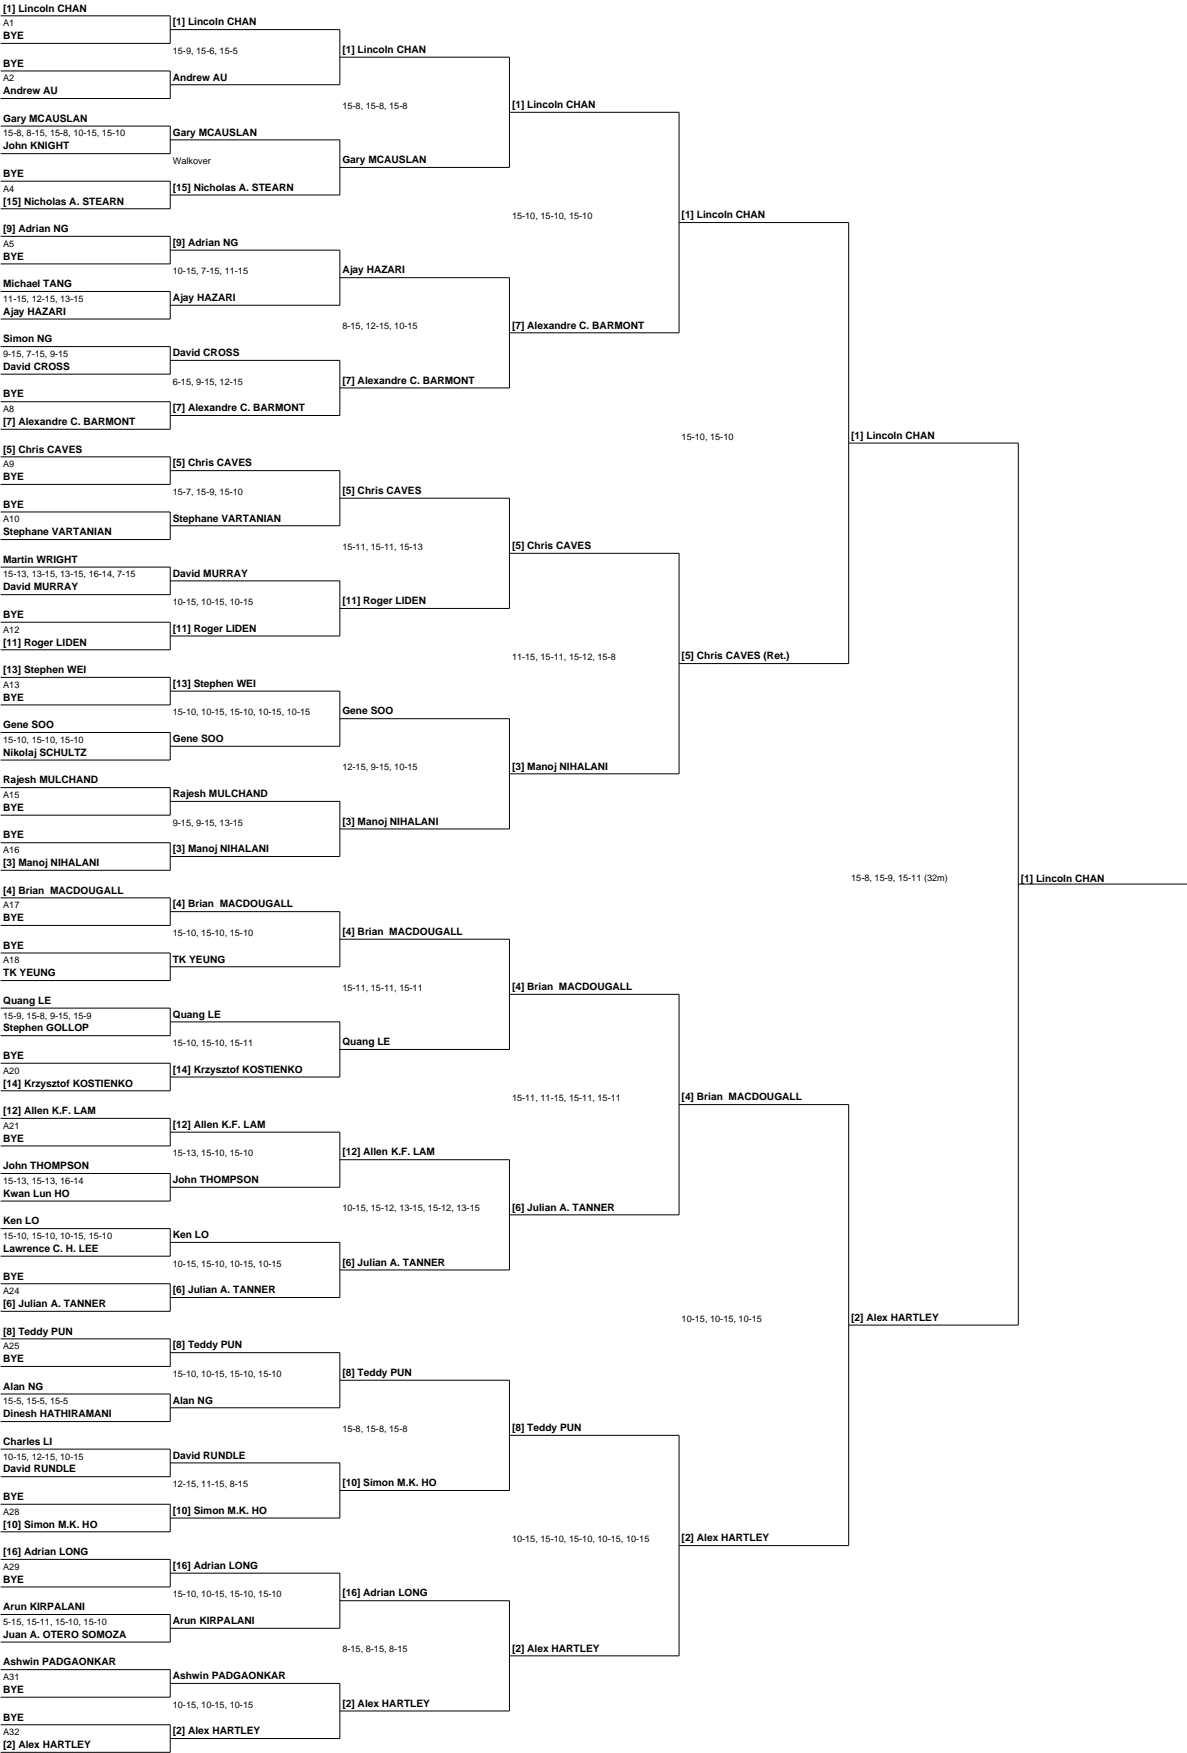 [1] Lincoln CHAN
A1
BYE
BYE
A2
Andrew AU
Gary MCAUSLAN
15-8, 8-15, 15-8, 10-15, 15-10
John KNIGHT
BYE
A4
[15] Nicholas A. STEARN
[9] Adrian NG
A5
BYE
Michael TANG
11-15, 12-15, 13-15
Ajay HAZARI
Simon NG
9-15, 7-15, 9-15
David CROSS
BYE
A8
[7] Alexandre C. BARMONT
[5] Chris CAVES
A9
BYE
BYE
A10
Stephane VARTANIAN
Martin WRIGHT
15-13, 13-15, 13-15, 16-14, 7-15
David MURRAY
BYE
A12
[11] Roger LIDEN
[13] Stephen WEI
A13
BYE
Gene SOO
15-10, 15-10, 15-10
Nikolaj SCHULTZ
Rajesh MULCHAND
A15
BYE
BYE
A16
[3] Manoj NIHALANI
[4] Brian  MACDOUGALL
A17
BYE
BYE
A18
TK YEUNG
Quang LE
15-9, 15-8, 9-15, 15-9
Stephen GOLLOP
BYE
A20
[14] Krzysztof KOSTIENKO
[12] Allen K.F. LAM
A21
BYE
John THOMPSON
15-13, 15-13, 16-14
Kwan Lun HO
Ken LO
15-10, 15-10, 10-15, 15-10
Lawrence C. H. LEE
BYE
A24
[6] Julian A. TANNER
[8] Teddy PUN
A25
BYE
Alan NG
15-5, 15-5, 15-5
Dinesh HATHIRAMANI
Charles LI
10-15, 12-15, 10-15
David RUNDLE
BYE
A28
[10] Simon M.K. HO
[16] Adrian LONG
A29
BYE
Arun KIRPALANI
5-15, 15-11, 15-10, 15-10
Juan A. OTERO SOMOZA
Ashwin PADGAONKAR
A31
BYE
BYE
A32
[2] Alex HARTLEY
[1] Lincoln CHAN
15-9, 15-6, 15-5
Andrew AU
Gary MCAUSLAN
Walkover
[15] Nicholas A. STEARN
[9] Adrian NG
10-15, 7-15, 11-15
Ajay HAZARI
David CROSS
6-15, 9-15, 12-15
[7] Alexandre C. BARMONT
[5] Chris CAVES
15-7, 15-9, 15-10
Stephane VARTANIAN
David MURRAY
10-15, 10-15, 10-15
[11] Roger LIDEN
[13] Stephen WEI
15-10, 10-15, 15-10, 10-15, 10-15
Gene SOO
Rajesh MULCHAND
9-15, 9-15, 13-15
[3] Manoj NIHALANI
[4] Brian  MACDOUGALL
15-10, 15-10, 15-10
TK YEUNG
Quang LE
15-10, 15-10, 15-11
[14] Krzysztof KOSTIENKO
[12] Allen K.F. LAM
15-13, 15-10, 15-10
John THOMPSON
Ken LO
10-15, 15-10, 10-15, 10-15
[6] Julian A. TANNER
[8] Teddy PUN
15-10, 10-15, 15-10, 15-10
Alan NG
David RUNDLE
12-15, 11-15, 8-15
[10] Simon M.K. HO
[16] Adrian LONG
15-10, 10-15, 15-10, 15-10
Arun KIRPALANI
Ashwin PADGAONKAR
10-15, 10-15, 10-15
[2] Alex HARTLEY
[1] Lincoln CHAN
15-8, 15-8, 15-8
Gary MCAUSLAN
Ajay HAZARI
8-15, 12-15, 10-15
[7] Alexandre C. BARMONT
[5] Chris CAVES
15-11, 15-11, 15-13
[11] Roger LIDEN
Gene SOO
12-15, 9-15, 10-15
[3] Manoj NIHALANI
[4] Brian  MACDOUGALL
15-11, 15-11, 15-11
Quang LE
[12] Allen K.F. LAM
10-15, 15-12, 13-15, 15-12, 13-15
[6] Julian A. TANNER
[8] Teddy PUN
15-8, 15-8, 15-8
[10] Simon M.K. HO
[16] Adrian LONG
8-15, 8-15, 8-15
[2] Alex HARTLEY
[1] Lincoln CHAN
15-10, 15-10, 15-10
[7] Alexandre C. BARMONT
[5] Chris CAVES
11-15, 15-11, 15-12, 15-8
[3] Manoj NIHALANI
[4] Brian  MACDOUGALL
15-11, 11-15, 15-11, 15-11
[6] Julian A. TANNER
[8] Teddy PUN
10-15, 15-10, 15-10, 10-15, 10-15
[2] Alex HARTLEY
[1] Lincoln CHAN
15-10, 15-10
[5] Chris CAVES (Ret.)
[4] Brian  MACDOUGALL
10-15, 10-15, 10-15
[2] Alex HARTLEY
[1] Lincoln CHAN
15-8, 15-9, 15-11 (32m)
[2] Alex HARTLEY
[1] Lincoln CHAN